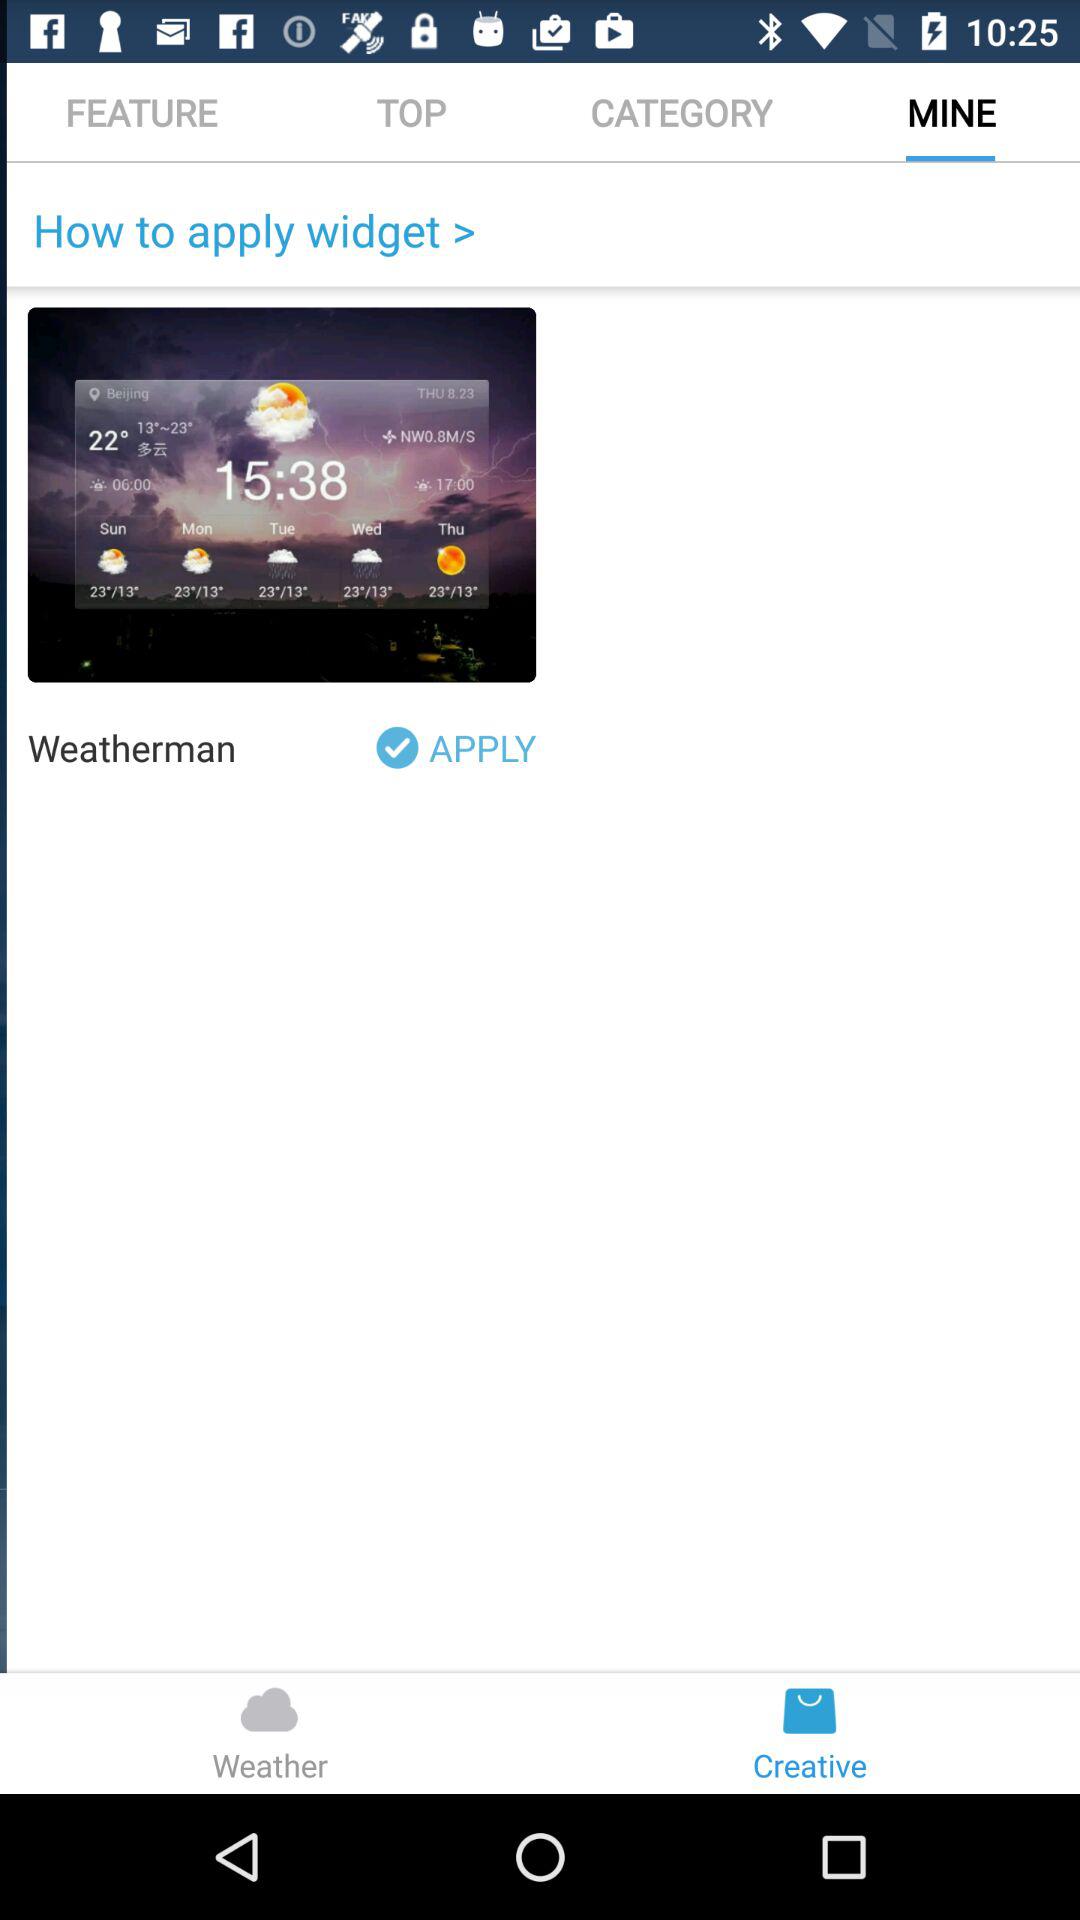 FAKE 10:25
FEATURE TOP CATEGORY MINE
How to apply widget >
Beijing THU 8.23
22° 13°~23° NW0.8M/S
多云
06:00 15:38 17:00
Sun Mon Tue Wed Thu
23°/13° 23°/13° 23°/13° 23°/13° 23°/13°
Weatherman APPLY
Weather Creative